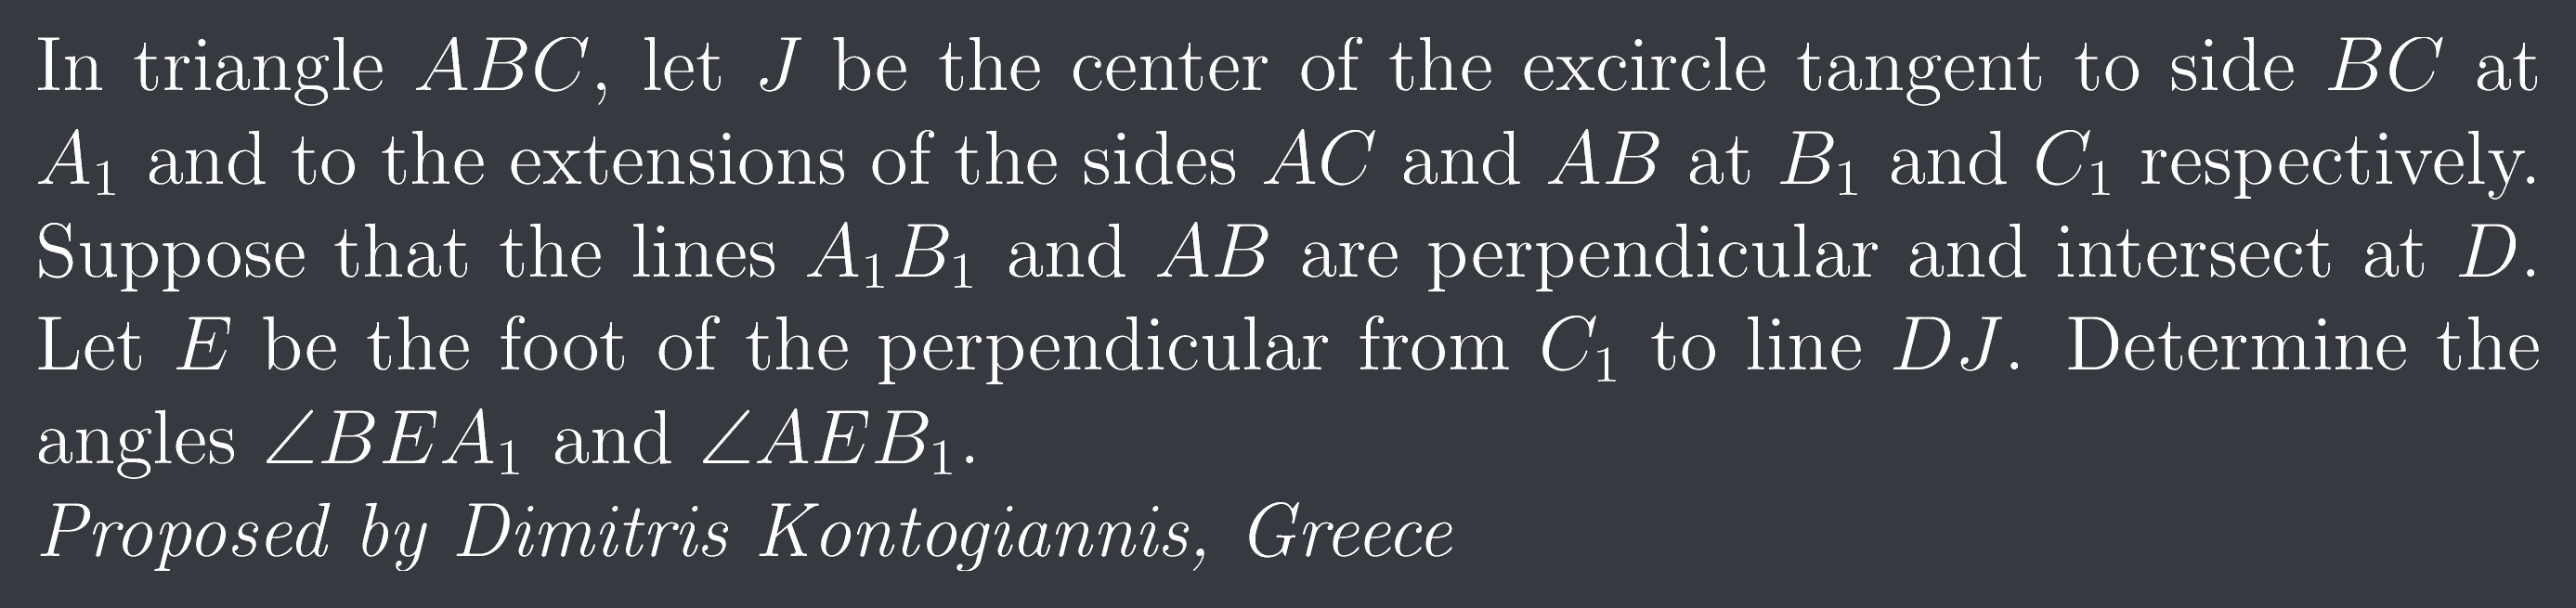 In triangle $ABC$, let $J$ be the center of the excircle tangent to side $BC$ at
$A_1$ and to the extensions of the sides $AC$ and $AB$ at $B_1$ and $C_1$ respectively.
Suppose that the lines $A_1B_1$ and $AB$ are perpendicular and intersect at $D$.
Let $E$ be the foot of the perpendicular from $C_1$ to line $DJ$. Determine the
angles $\angle BEA_1$ and $\angle AEB_1$.
Proposed by Dimitris Kontogiannis, Greece